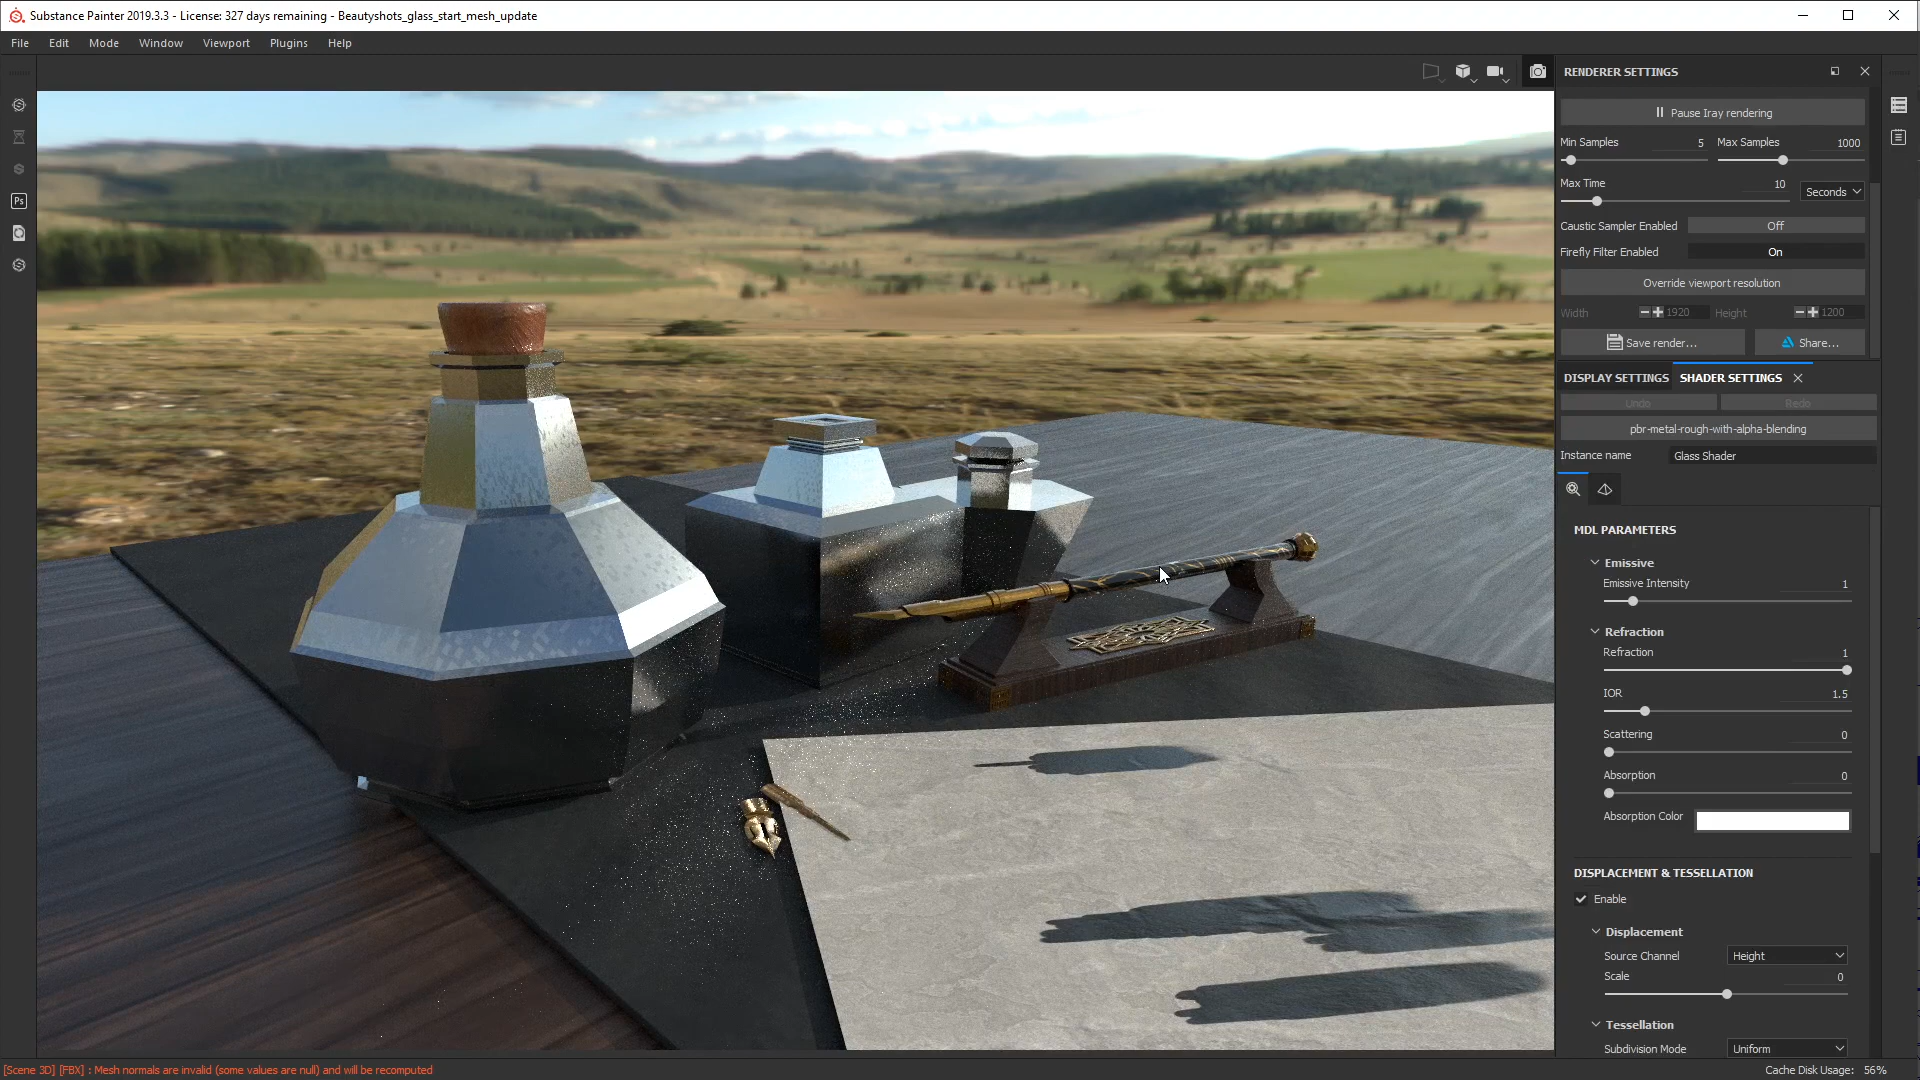 Substance Painter 2019.3.3 - License: 327 days remaining - Beautyshots_glass_start_mesh_update
File Edit Mode Window Viewport Plugins Help
RENDERER SETTINGS
Pause Iray rendering
Min Samples 5 Max Samples 1000
Max Time 10 Seconds
Caustic Sampler Enabled Off
Firefly Filter Enabled On
Override viewport resolution
Width 1920 Height 1200
Save render... Share...
DISPLAY SETTINGS SHADER SETTINGS
Undo Redo
pbr-metal-rough-with-alpha-blending
Instance name Glass Shader
MDL PARAMETERS
Emissive
Emissive Intensity 1
Refraction
Refraction 1
IOR 1.5
Scattering 0
Absorption 0
Absorption Color
DISPLACEMENT & TESSELLATION
Enable
Displacement
Source Channel Height
Scale 0
Tessellation
Subdivision Mode Uniform
Ps
[Scene 3D] [FBX] : Mesh normals are invalid (some values are null) and will be recomputed
Cache Disk Usage: 56%